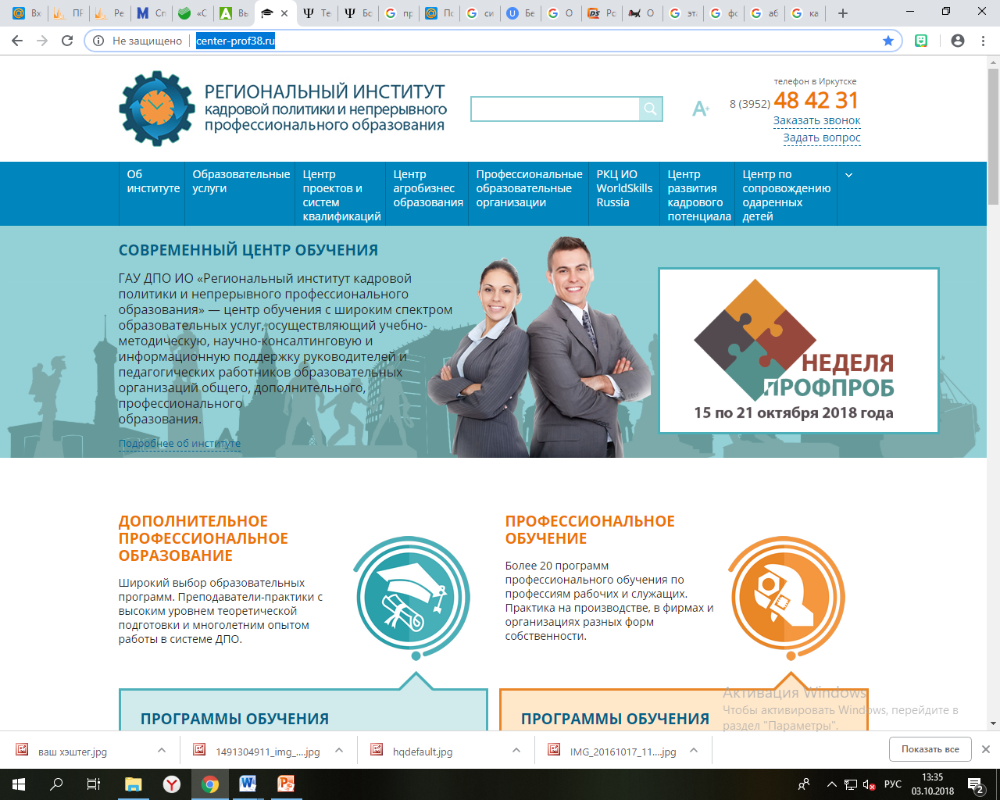 Вх
ПР
Ре
Сп
«С
Вы
Те
Бо
пр
По
си
Бе
О
Ро
О
эт
фо
аб
ка
Не защищено
center-prof38.ru
РЕГИОНАЛЬНЫЙ ИНСТИТУТ
кадровой политики и непрерывного
профессионального образования
A+
телефон в Иркутске
8 (3952) 48 42 31
Заказать звонок
Задать вопрос
Об
институте
Образовательные
услуги
Центр
проектов и
систем
квалификаций
Центр
агробизнес
образования
Профессиональные
образовательные
организации
РКЦ ИО
WorldSkills
Russia
Центр
развития
кадрового
потенциала
Центр по
сопровождению
одаренных
детей
СОВРЕМЕННЫЙ ЦЕНТР ОБУЧЕНИЯ
ГАУ ДПО ИО «Региональный институт кадровой
политики и непрерывного профессионального
образования» — центр обучения с широким спектром
образовательных услуг, осуществляющий учебно-
методическую, научно-консалтинговую и
информационную поддержку руководителей и
педагогических работников образовательных
организаций общего, дополнительного,
профессионального
образования.
Подробнее об институте
НЕДЕЛЯ
ПРОФПРОБ
15 по 21 октября 2018 года
ДОПОЛНИТЕЛЬНОЕ
ПРОФЕССИОНАЛЬНОЕ
ОБРАЗОВАНИЕ
Широкий выбор образовательных
программ. Преподаватели-практики с
высоким уровнем теоретической
подготовки и многолетним опытом
работы в системе ДПО.
ПРОФЕССИОНАЛЬНОЕ
ОБУЧЕНИЕ
Более 20 программ
профессионального обучения по
профессиям рабочих и служащих.
Практика на производстве, в фирмах и
организациях разных форм
собственности.
ПРОГРАММЫ ОБУЧЕНИЯ
ПРОГРАММЫ ОБУЧЕНИЯ
Активация Windows
Чтобы активировать Windows, перейдите в
раздел "Параметры".
ваш хэштег.jpg
1491304911_img_....jpg
hqdefault.jpg
IMG_20161017_11....jpg
Показать все
РУС
13:35
03.10.2018
2